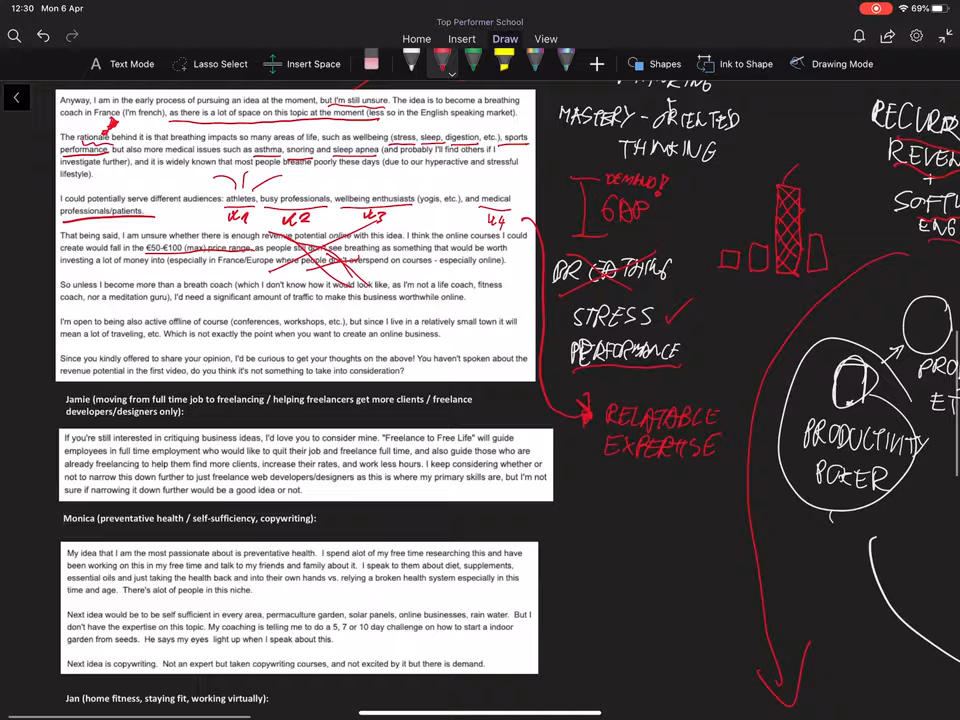 12:30 Mon 6 Apr
69%
Top Performer School
Home Insert Draw View
Text Mode Lasso Select Insert Space Shapes Ink to Shape Drawing Mode
Anyway, I am in the early process of pursuing an idea at the moment, but I'm still unsure. The idea is to become a breathing
coach in France (I'm french), as there is a lot of space on this topic at the moment (less so in the English speaking market).
The rationale behind it is that breathing impacts so many areas of life, such as wellbeing (stress, sleep, digestion, etc.), sports
performance, but also more medical issues such as asthma, snoring and sleep apnea (and probably I'll find others if I
investigate further), and it is widely known that most people breathe poorly these days (due to our hyperactive and stressful
lifestyle).
I could potentially serve different audiences: athletes, busy professionals, wellbeing enthusiasts (yogis, etc.), and medical
professionals/patients.
That being said, I am unsure whether there is enough revenue potential online with this idea. I think the online courses I could
create would fall in the €50-€100 (max) price range, as people still don't see breathing as something that would be worth
investing a lot of money into (especially in France/Europe where people don't overspend on courses - especially online).
So unless I become more than a breath coach (which I don't know how it would look like, as I'm not a life coach, fitness
coach, nor a meditation guru), I'd need a significant amount of traffic to make this business worthwhile online.
I'm open to being also active offline of course (conferences, workshops, etc.), but since I live in a relatively small town it will
mean a lot of traveling, etc. Which is not exactly the point when you want to create an online business.
Since you kindly offered to share your opinion, I'd be curious to get your thoughts on the above! You haven't spoken about the
revenue potential in the first video, do you think it's not something to take into consideration?
Jamie (moving from full time job to freelancing / helping freelancers get more clients / freelance
developers/designers only):
If you're still interested in critiquing business ideas, I'd love you to consider mine. "Freelance to Free Life" will guide
employees in full time employment who would like to quit their job and freelance full time, and also guide those who are
already freelancing to help them find more clients, increase their rates, and work less hours. I keep considering whether or
not to narrow this down further to just freelance web developers/designers as this is where my primary skills are, but I'm not
sure if narrowing it down further would be a good idea or not.
Monica (preventative health / self-sufficiency, copywriting):
My idea that I am the most passionate about is preventative health. I spend alot of my free time researching this and have
been working on this in my free time and talk to my friends and family about it. I speak to them about diet, supplements,
essential oils and just taking the health back and into their own hands vs. relying a broken health system especially in this
time and age. There's alot of people in this niche.
Next idea would be to be self sufficient in every area, permaculture garden, solar panels, online businesses, rain water. But I
don't have the expertise on this topic. My coaching is telling me to do a 5, 7 or 10 day challenge on how to start a indoor
garden from seeds. He says my eyes light up when I speak about this.
Next idea is copywriting. Not an expert but taken copywriting courses, and not excited by it but there is demand.
Jan (home fitness, staying fit, working virtually):
MASTERY-ORIENTED
THINKING
DEMAND!
GAP
STRESS
PERFORMANCE
RELATABLE
EXPERTISE
+
PRODUCTIVITY
POKER